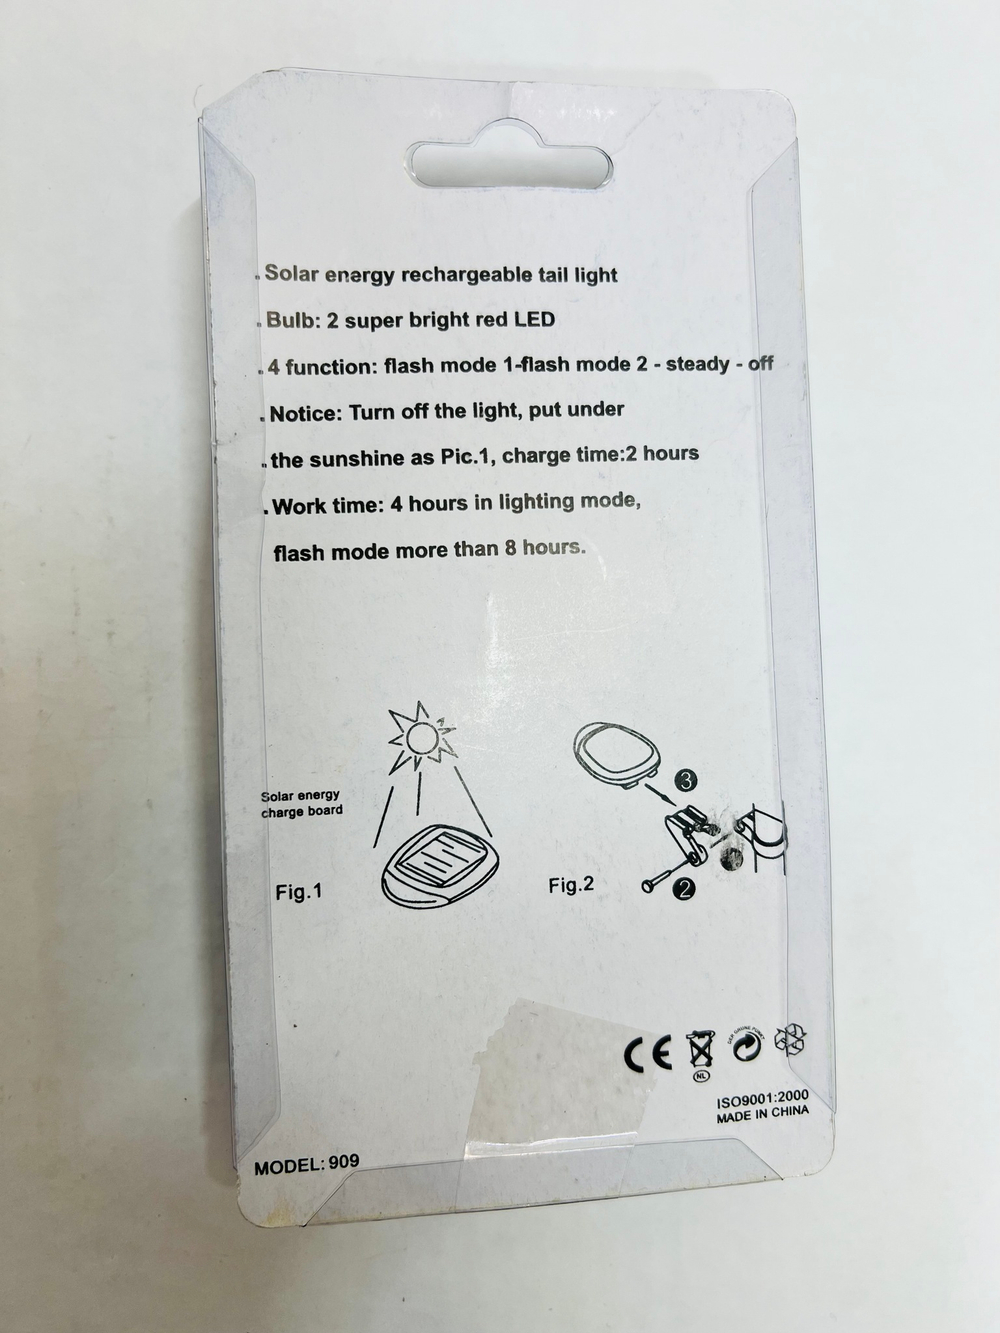 . Solar energy rechargeable tail light
. Bulb: 2 super bright red LED
. 4 function: flash mode 1-flash mode 2 - steady - off
. Notice: Turn off the light, put under
. the sunshine as Pic.1, charge time:2 hours
. Work time: 4 hours in lighting mode,
flash mode more than 8 hours.
Solar energy
charge board
Fig.1
3
2
Fig.2
CE
DER GRÜNE PUNKT
NL
ISO9001:2000
MADE IN CHINA
MODEL: 909